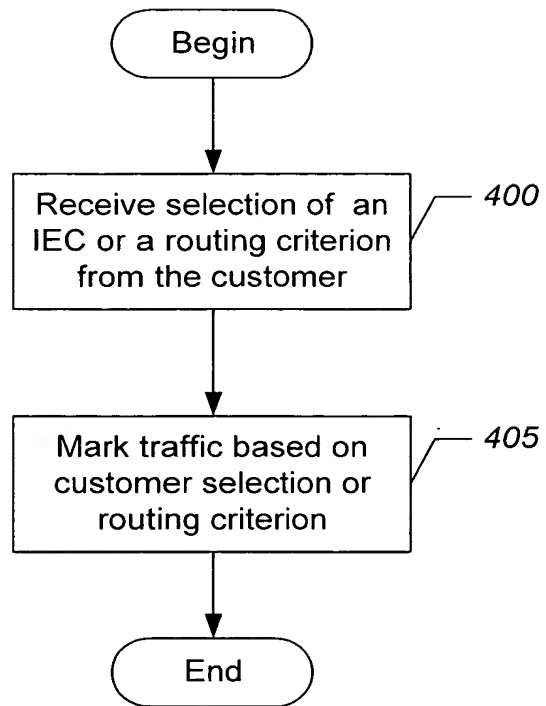 Begin
Receive selection of an
IEC or a routing criterion
from the customer
400
Mark traffic based on
customer selection or
routing criterion
405
End